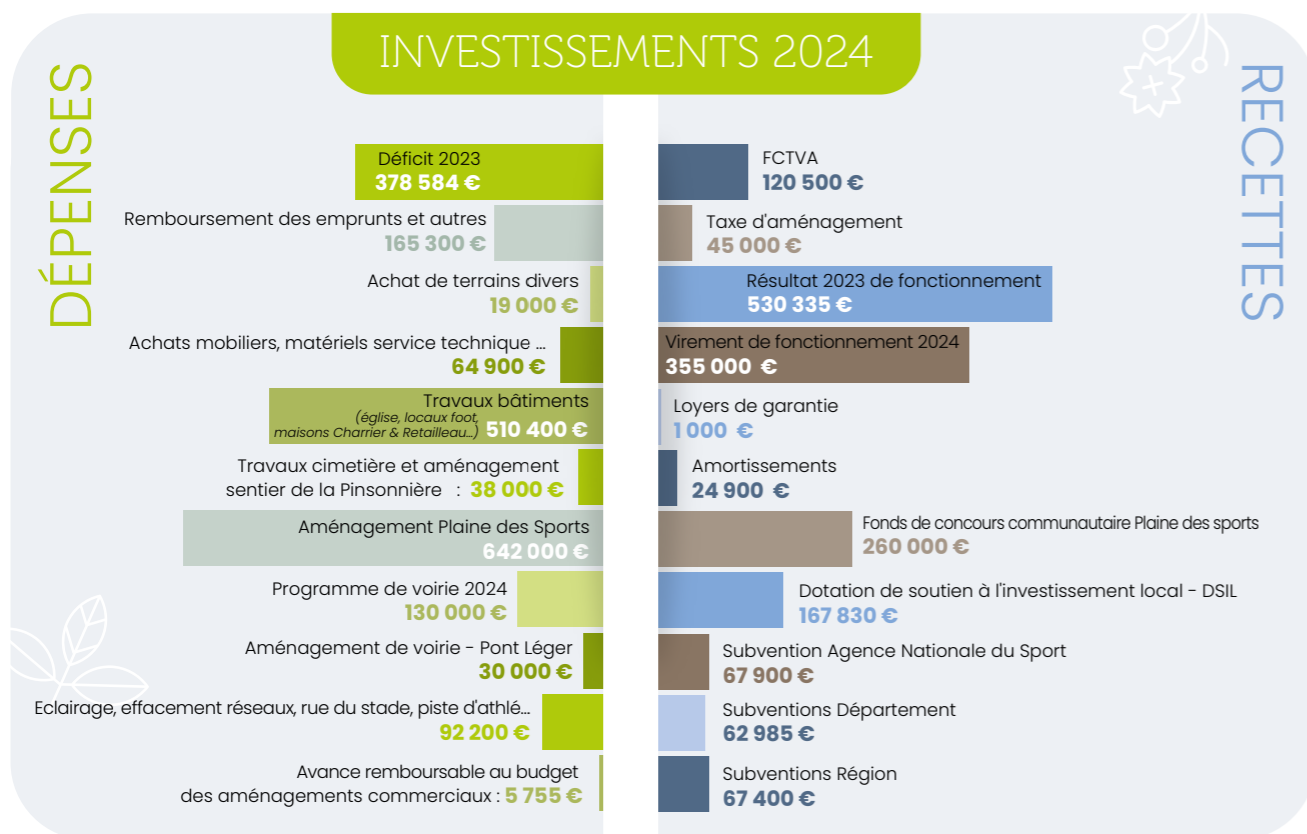 INVESTISSEMENTS 2024
DÉPENSES
Déficit 2023
378 584 €
Remboursement des emprunts et autres
165 300 €
Achat de terrains divers
19 000 €
Achats mobiliers, matériels service technique ...
64 900 €
Travaux bâtiments
(église, locaux foot,
maisons Charrier & Retailleau...) 510 400 €
Travaux cimetière et aménagement
sentier de la Pinsonnière : 38 000 €
Aménagement Plaine des Sports
642 000 €
Programme de voirie 2024
130 000 €
Aménagement de voirie - Pont Léger
30 000 €
Eclairage, effacement réseaux, rue du stade, piste d'athlé...
92 200 €
Avance remboursable au budget
des aménagements commerciaux : 5 755 €
RECETTES
FCTVA
120 500 €
Taxe d'aménagement
45 000 €
Résultat 2023 de fonctionnement
530 335 €
Virement de fonctionnement 2024
355 000 €
Loyers de garantie
1 000 €
Amortissements
24 900 €
Fonds de concours communautaire Plaine des sports
260 000 €
Dotation de soutien à l'investissement local - DSIL
167 830 €
Subvention Agence Nationale du Sport
67 900 €
Subventions Département
62 985 €
Subventions Région
67 400 €